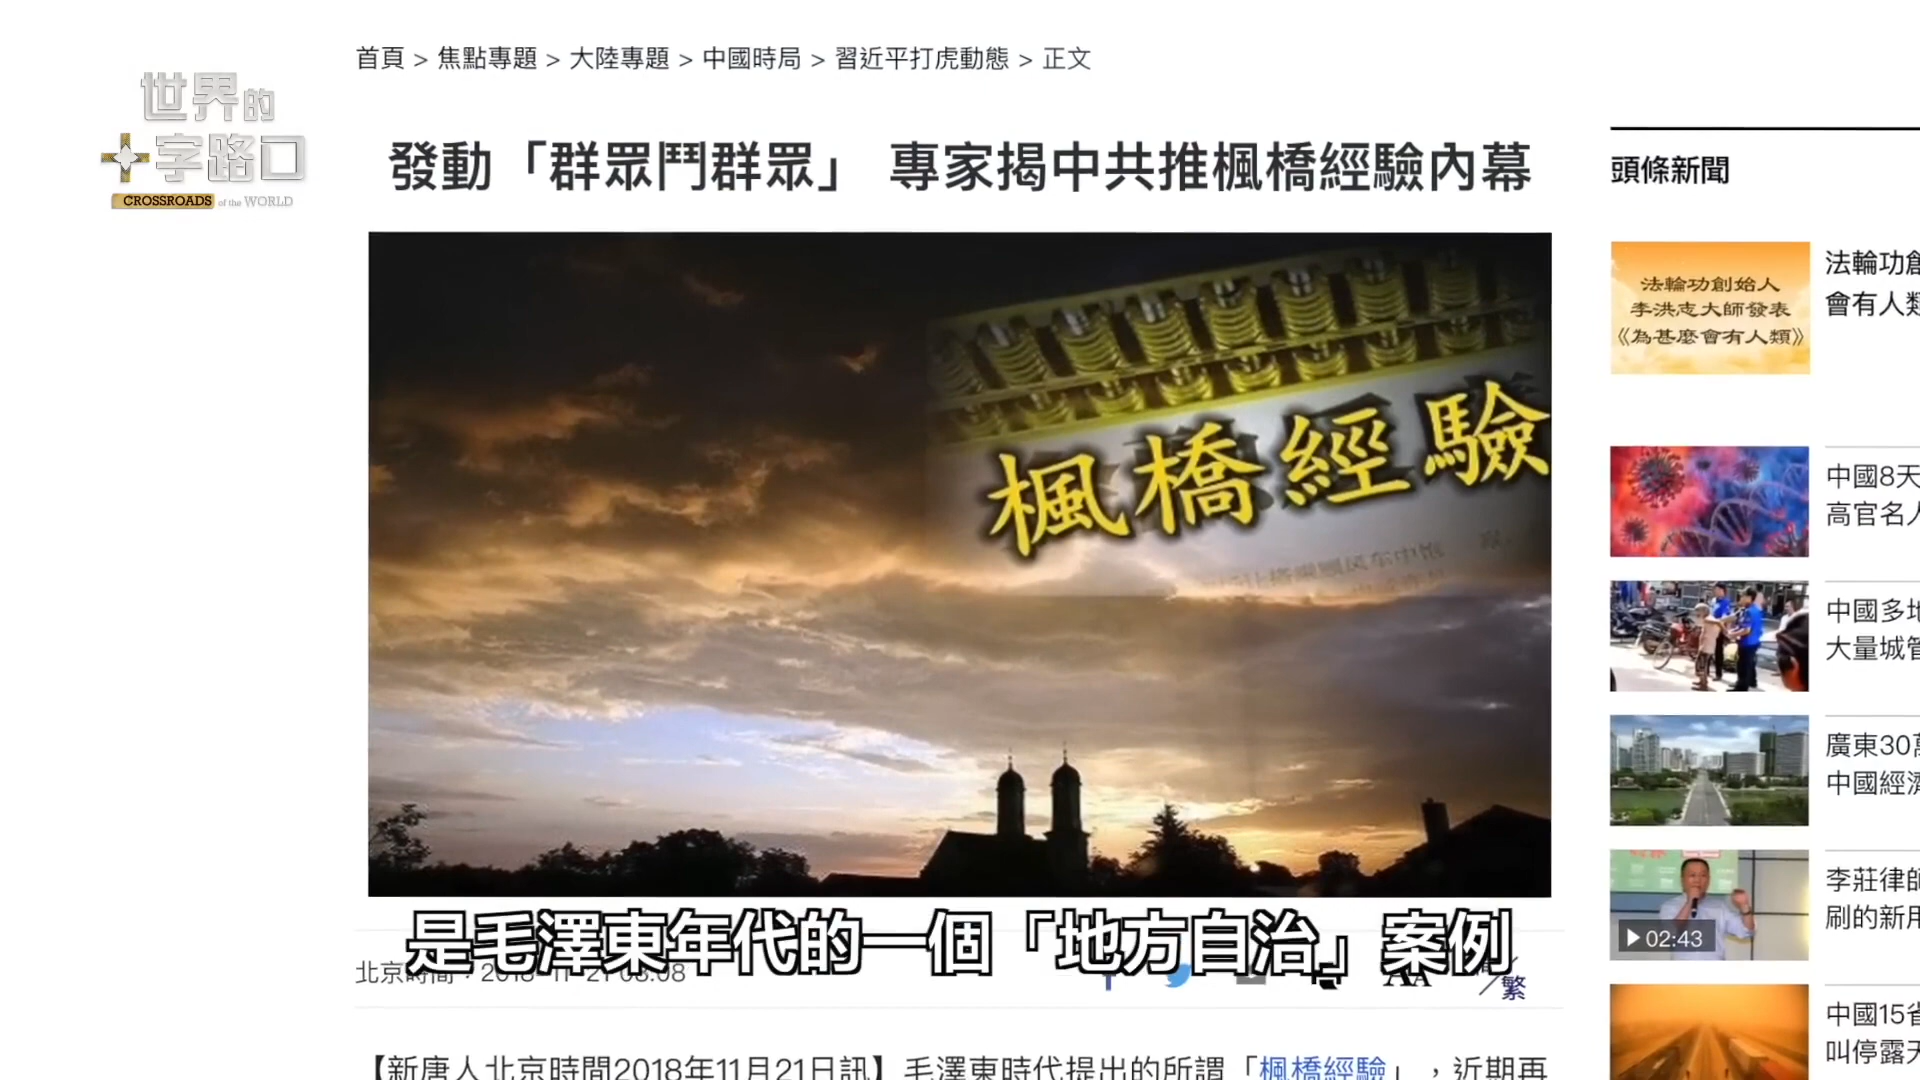 首頁 > 焦點專題 > 大陸專題 > 中國時局 > 習近平打虎動態 > 正文
世界的
十字路口
CROSSROADS of the WORLD
發動「群眾鬥群眾」 專家揭中共推楓橋經驗內幕
楓橋經驗
是毛澤東年代的一個「地方自治」案例
北京時間：2018-11-21 03:08
繁
【新唐人北京時間2018年11月21日訊】毛澤東時代提出的所謂「楓橋經驗」，近期再
頭條新聞
法輪功創始人
李洪志大師發表
《為甚麼會有人類》
法輪功創
會有人類
中國8天
高官名人
中國多地
大量城管
廣東30萬
中國經濟
02:43
李莊律師
刷的新用
中國15省
叫停露天